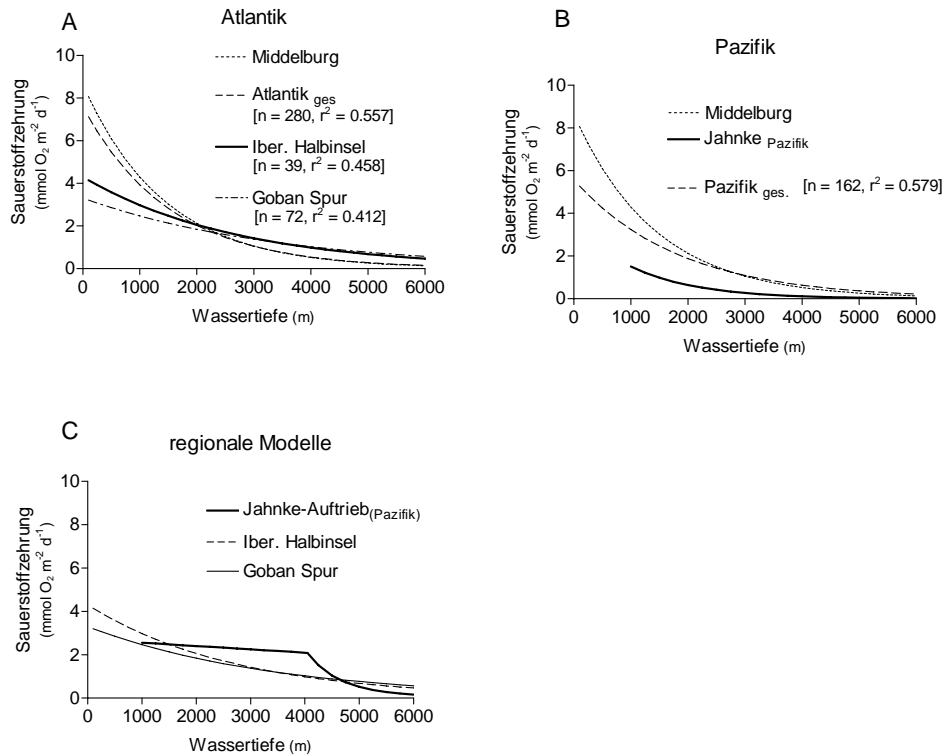 A
Atlantik
Sauerstoffzehrung
(mmol O₂ m⁻² d⁻¹)
10
8
6
4
2
0
Middelburg
Atlantik ges
[n = 280, r² = 0.557]
Iber. Halbinsel
[n = 39, r² = 0.458]
Goban Spur
[n = 72, r² = 0.412]
0 1000 2000 3000 4000 5000 6000
Wassertiefe (m)
B
Pazifik
Sauerstoffzehrung
(mmol O₂ m⁻² d⁻¹)
10
8
6
4
2
0
Middelburg
Jahnke Pazifik
Pazifik ges. [n = 162, r² = 0.579]
0 1000 2000 3000 4000 5000 6000
Wassertiefe (m)
C
regionale Modelle
Sauerstoffzehrung
(mmol O₂ m⁻² d⁻¹)
10
8
6
4
2
0
Jahnke-Auftrieb(Pazifik)
Iber. Halbinsel
Goban Spur
0 1000 2000 3000 4000 5000 6000
Wassertiefe (m)